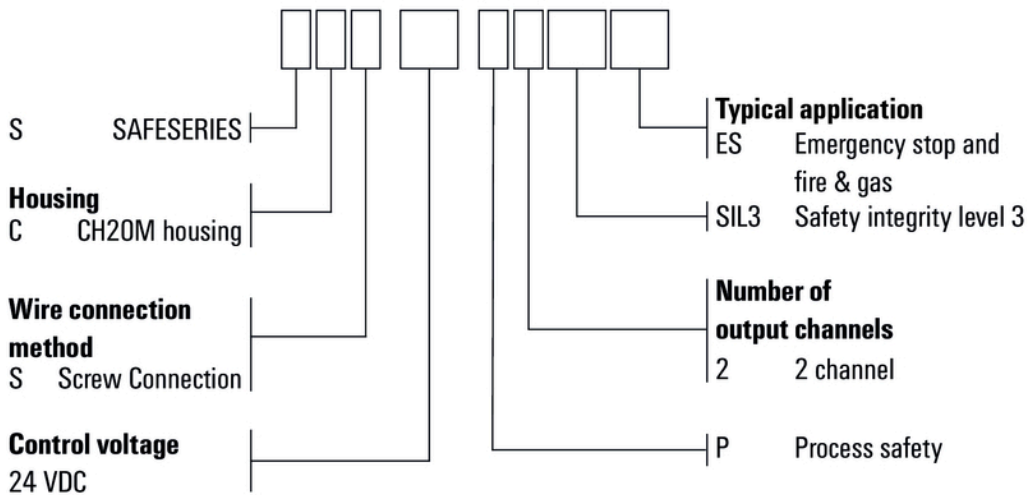 S SAFESERIES
Housing
C CH20M housing
Wire connection
method
S Screw Connection
Control voltage
24 VDC
Typical application
ES Emergency stop and
fire & gas
SIL3 Safety integrity level 3
Number of
output channels
2 2 channel
P Process safety